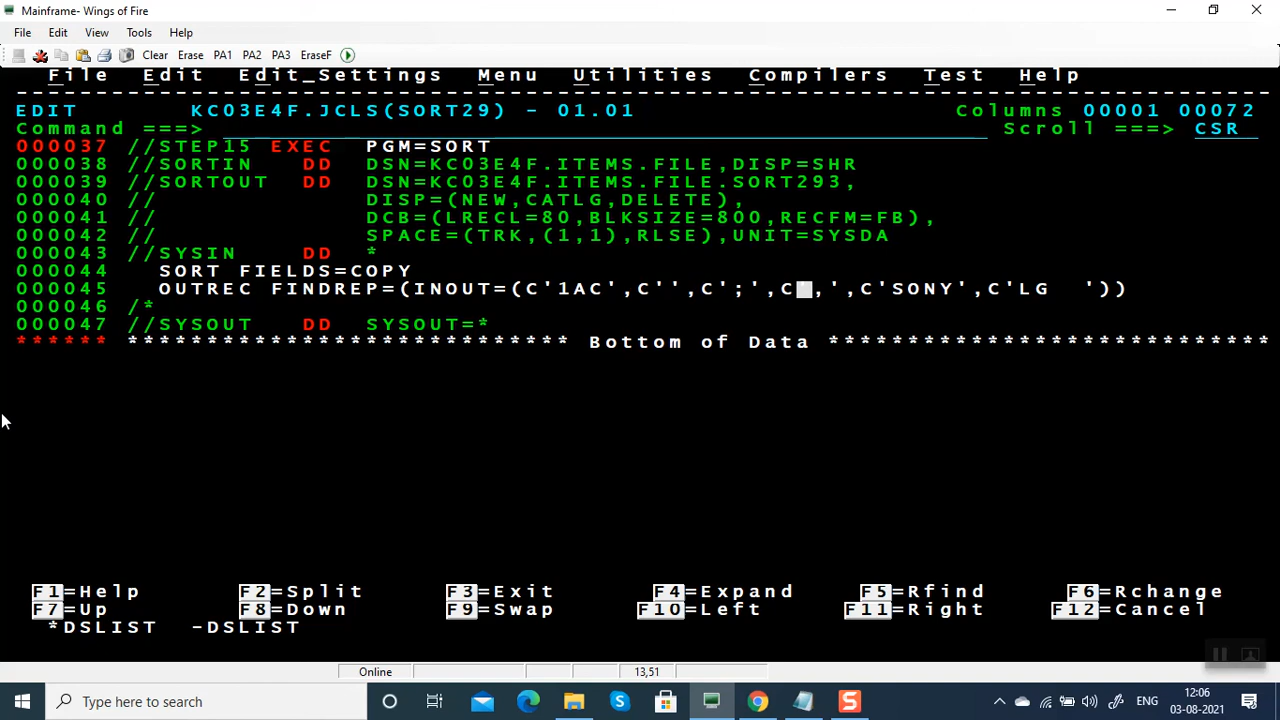 Mainframe- Wings of Fire
File Edit View Tools Help
Clear Erase PA1 PA2 PA3 EraseF
File Edit Edit_Settings Menu Utilities Compilers Test Help
EDIT KC03E4F.JCLS(SORT29) - 01.01 Columns 00001 00072
Command ===> Scroll ===> CSR
000037 //STEP15 EXEC PGM=SORT
000038 //SORTIN DD DSN=KC03E4F.ITEMS.FILE,DISP=SHR
000039 //SORTOUT DD DSN=KC03E4F.ITEMS.FILE.SORT293,
000040 // DISP=(NEW,CATLG,DELETE),
000041 // DCB=(LRECL=80,BLKSIZE=800,RECFM=FB),
000042 // SPACE=(TRK,(1,1),RLSE),UNIT=SYSDA
000043 //SYSIN DD *
000044 SORT FIELDS=COPY
000045 OUTREC FINDREP=(INOUT=(C'1AC',C'',C';',C',',C'SONY',C'LG  '))
000046 /*
000047 //SYSOUT DD SYSOUT=*
****** **************************** Bottom of Data ****************************
F1=Help F2=Split F3=Exit F4=Expand F5=Rfind F6=Rchange
F7=Up F8=Down F9=Swap F10=Left F11=Right F12=Cancel
*DSLIST -DSLIST
Online 13,51
Type here to search ENG 12:06
03-08-2021